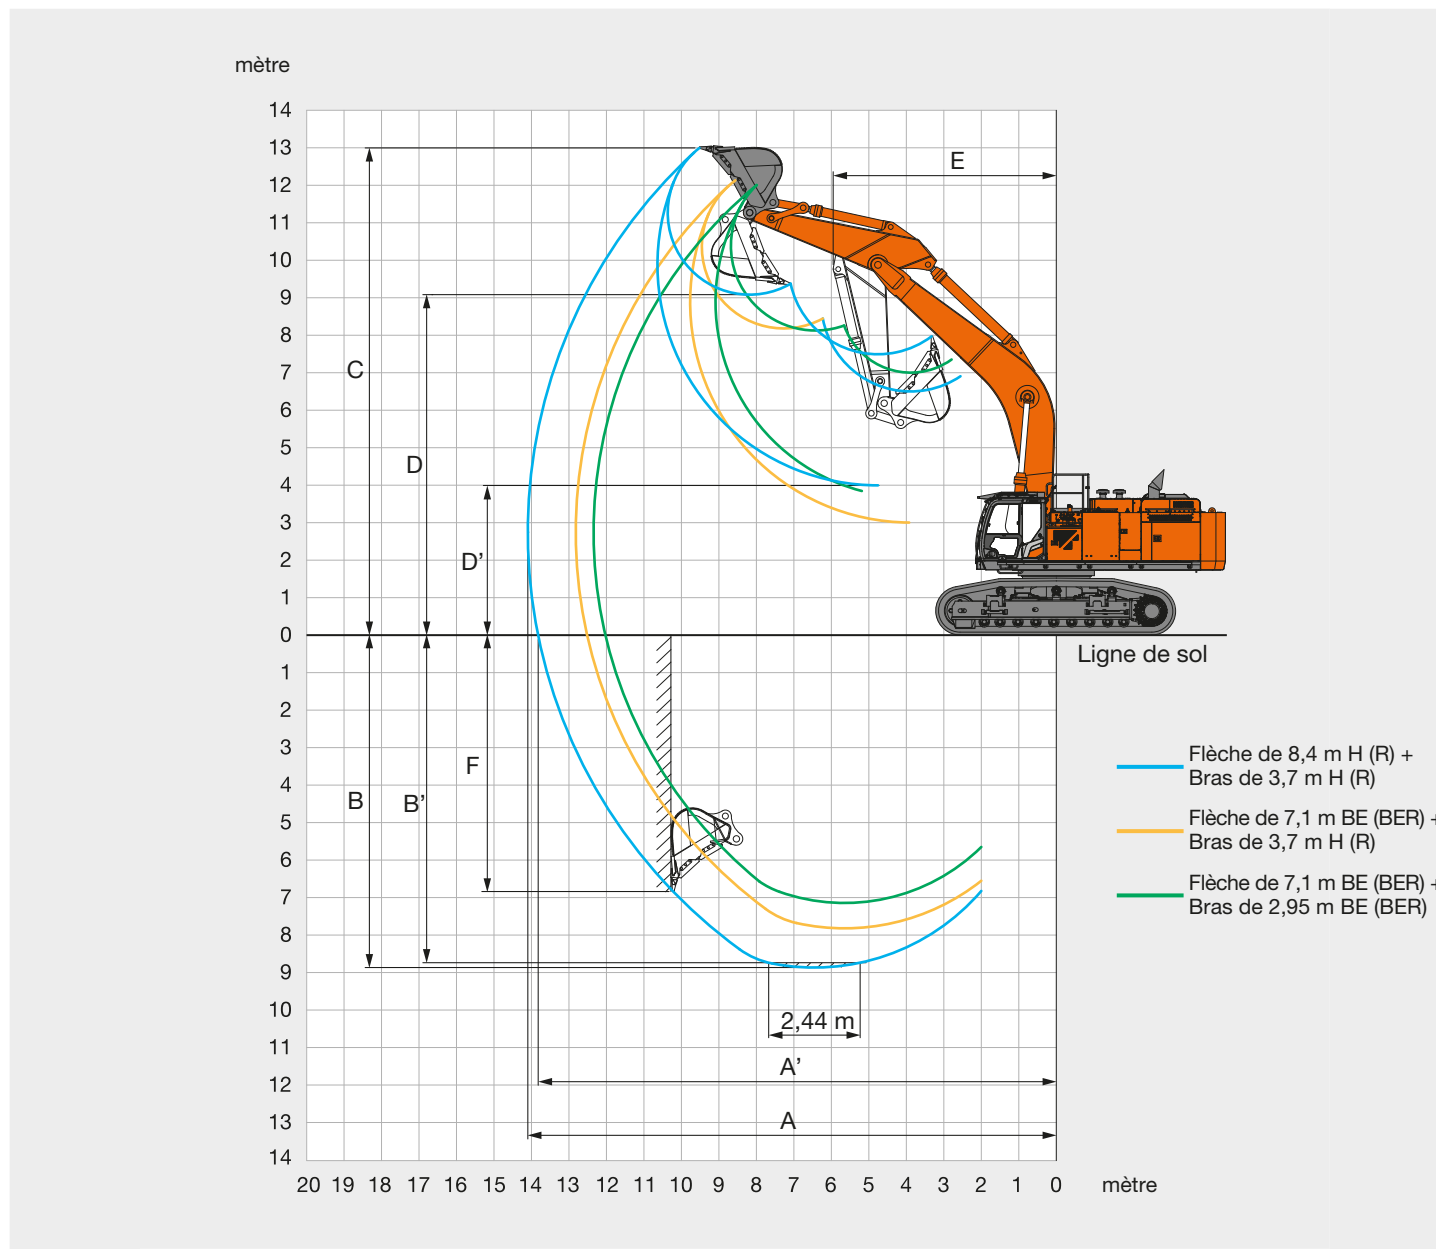 mètre
14
13
12
11
10
9
8
7
6
5
4
3
2
1
0
1
2
3
4
5
6
7
8
9
10
11
12
13
14
20 19 18 17 16 15 14 13 12 11 10 9 8 7 6 5 4 3 2 1 0 mètre
E
C
D
D’
F
B
B’
2,44 m
A’
A
Ligne de sol
Flèche de 8,4 m H (R) +
Bras de 3,7 m H (R)
Flèche de 7,1 m BE (BER) +
Bras de 3,7 m H (R)
Flèche de 7,1 m BE (BER) +
Bras de 2,95 m BE (BER)